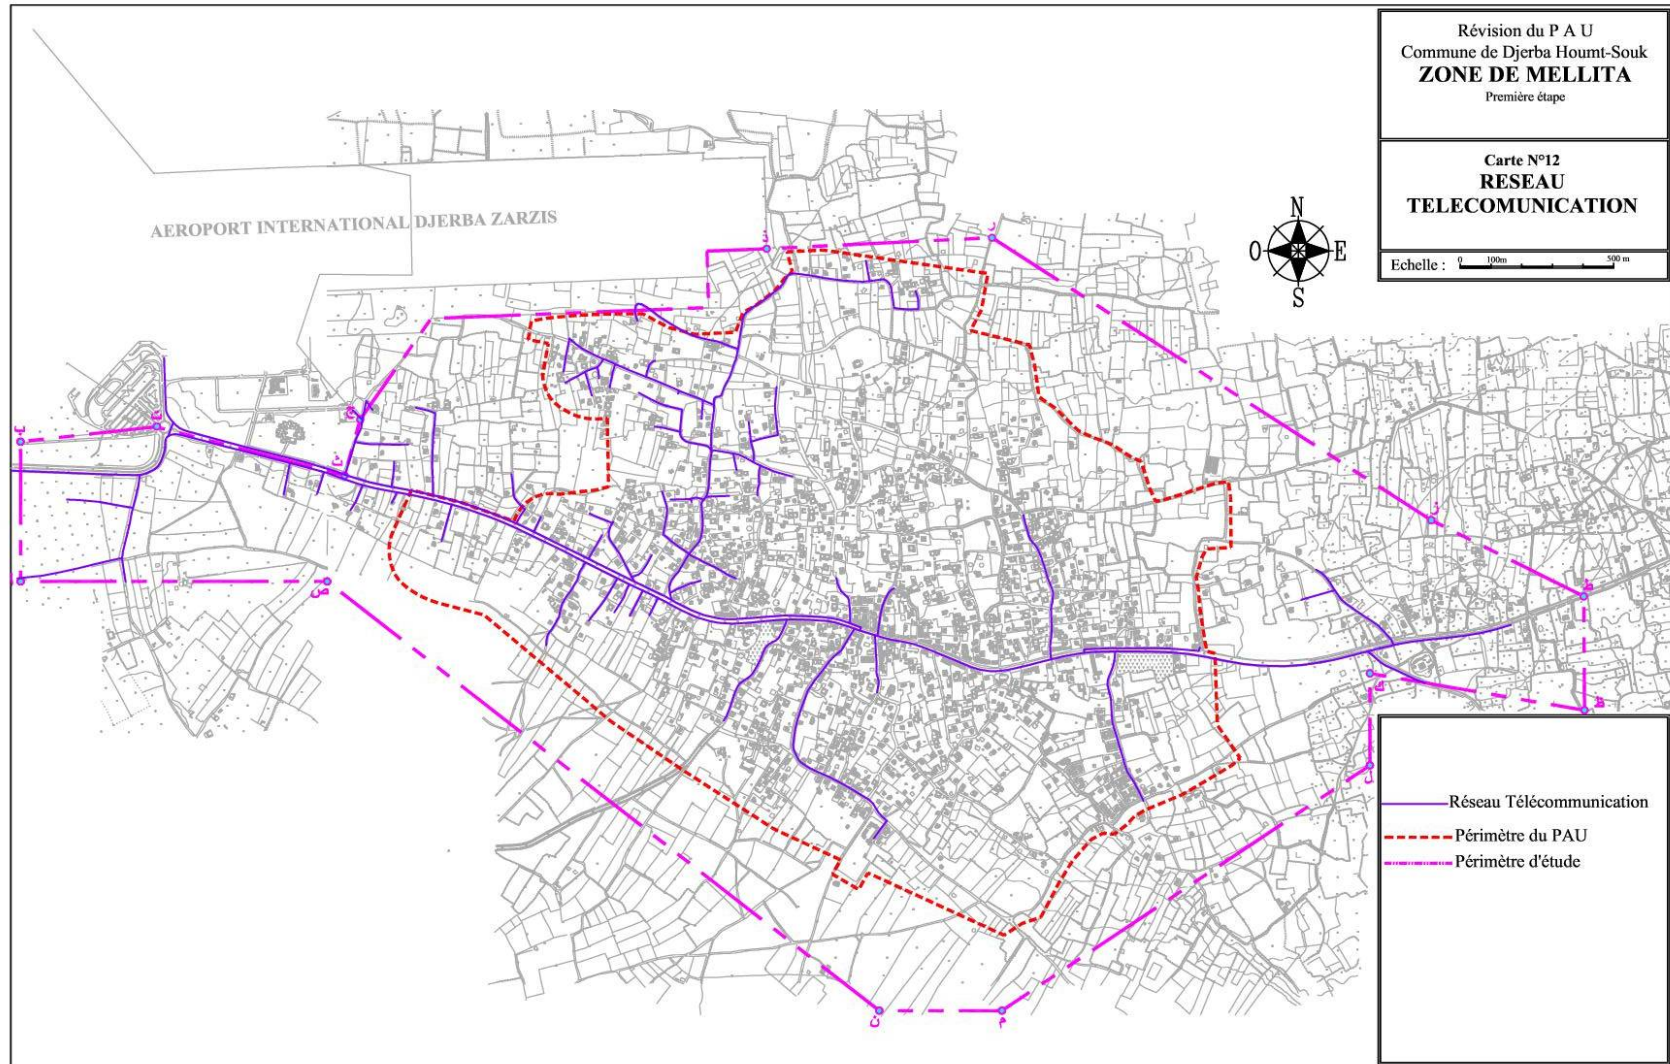 Révision du P A U
Commune de Djerba Houmt-Souk
ZONE DE MELLITA
Première étape
Carte N°12
RESEAU
TELECOMUNICATION
Echelle : 0 100m 500 m
N
O E
S
AEROPORT INTERNATIONAL DJERBA ZARZIS
Réseau Télécommunication
Périmètre du PAU
Périmètre d'étude